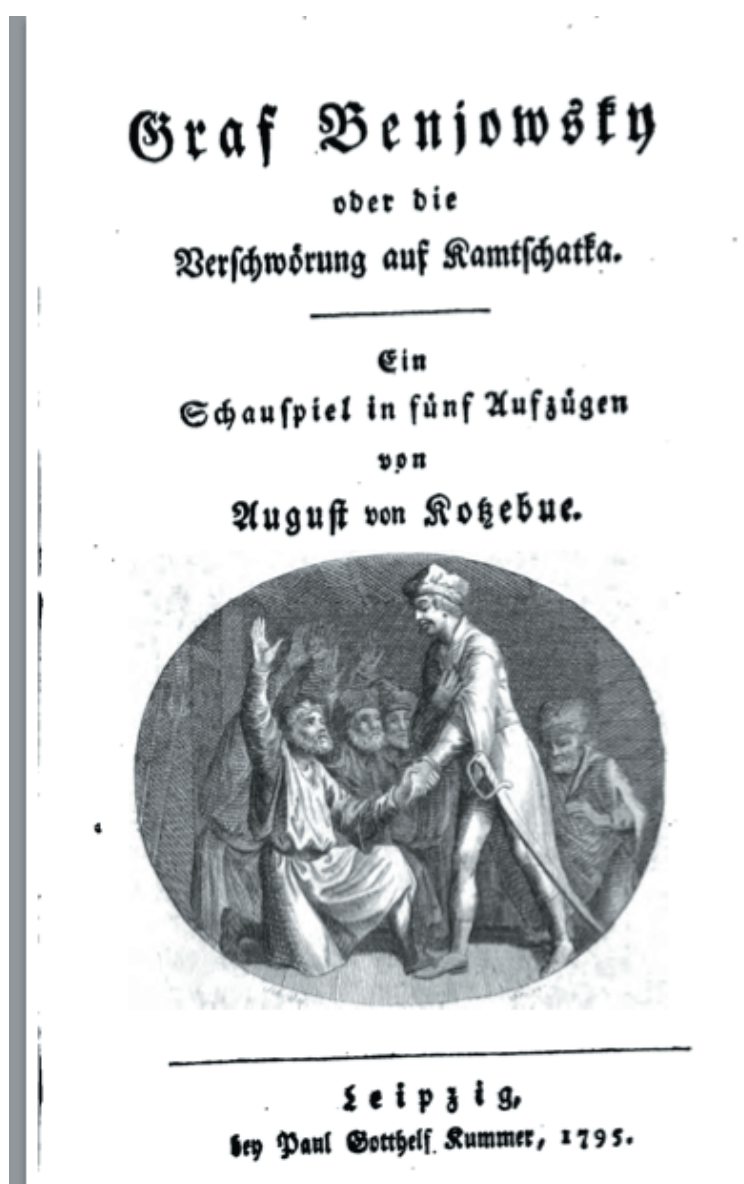 Graf Benjowsky
oder die
Verschwörung auf Kamtschatka.
Ein
Schauspiel in fünf Aufzügen
von
August von Kotzebue.
Leipzig,
bey Paul Gotthelf Kummer, 1795.